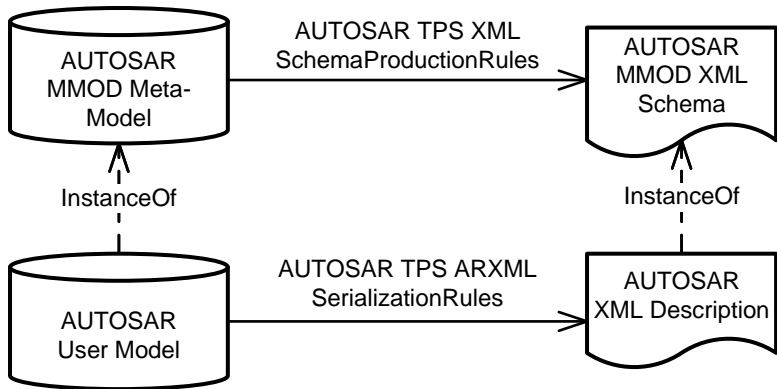 AUTOSAR
MMOD Meta-
Model
AUTOSAR TPS XML
SchemaProductionRules
AUTOSAR
MMOD XML
Schema
InstanceOf
InstanceOf
AUTOSAR
User Model
AUTOSAR TPS ARXML
SerializationRules
AUTOSAR
XML Description